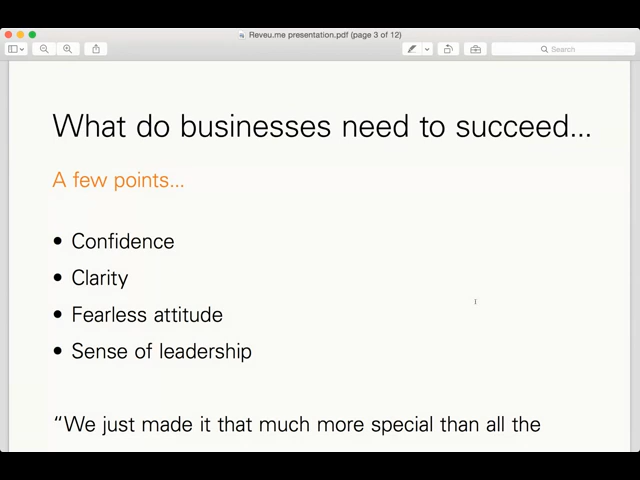 Reveu.me presentation.pdf (page 3 of 12)
Search
What do businesses need to succeed...
A few points...
• Confidence
• Clarity
• Fearless attitude
• Sense of leadership
“We just made it that much more special than all the